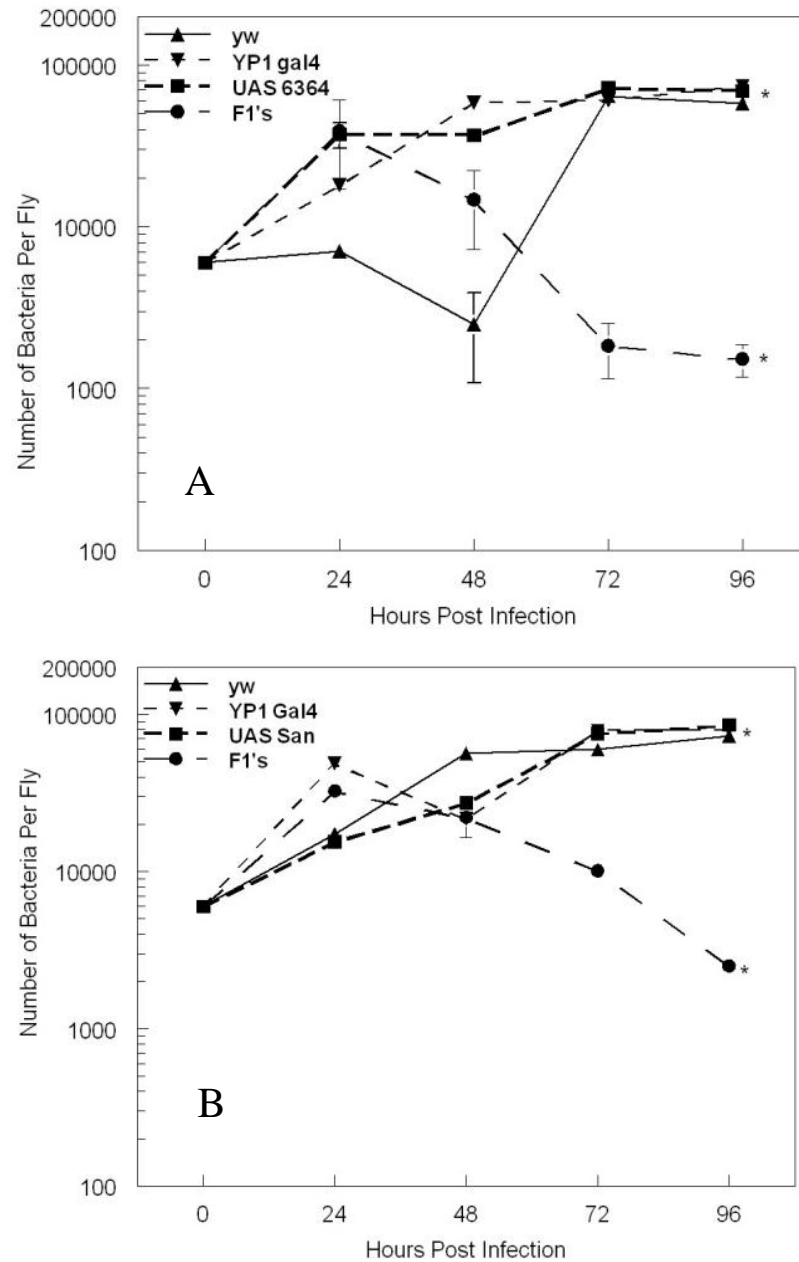 200000
100000
10000
1000
100
Number of Bacteria Per Fly
yw
YP1 gal4
UAS 6364
F1's
*
*
A
0 24 48 72 96
Hours Post Infection
200000
100000
10000
1000
100
Number of Bacteria Per Fly
yw
YP1 Gal4
UAS San
F1's
*
*
B
0 24 48 72 96
Hours Post Infection